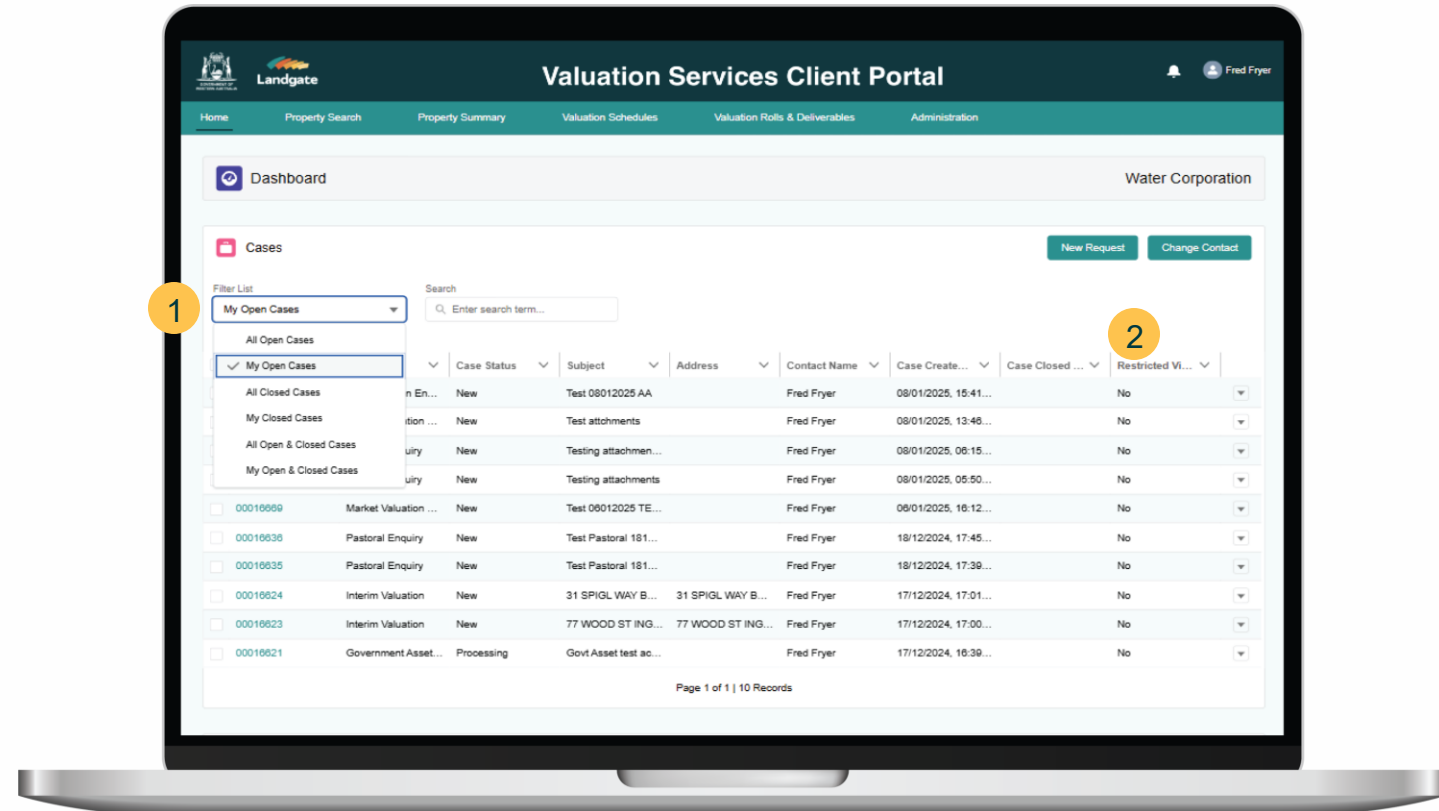 Landgate
Valuation Services Client Portal
Fred Fryer
Home Property Search Property Summary Valuation Schedules Valuation Rolls & Deliverables Administration
Dashboard Water Corporation
Cases New Request Change Contact
Filter List Search
1 My Open Cases Enter search term...
2
All Open Cases
My Open Cases Case Status Subject Address Contact Name Case Create... Case Closed ... Restricted Vi...
All Closed Cases n En... New Test 08012025 AA Fred Fryer 08/01/2025, 15:41... No
My Closed Cases ation ... New Test attchments Fred Fryer 08/01/2025, 13:46... No
All Open & Closed Cases uiry New Testing attachmen... Fred Fryer 08/01/2025, 06:15... No
My Open & Closed Cases uiry New Testing attachments Fred Fryer 08/01/2025, 05:50... No
00016669 Market Valuation ... New Test 06012025 TE... Fred Fryer 06/01/2025, 16:12... No
00016636 Pastoral Enquiry New Test Pastoral 181... Fred Fryer 18/12/2024, 17:45... No
00016635 Pastoral Enquiry New Test Pastoral 181... Fred Fryer 18/12/2024, 17:39... No
00016624 Interim Valuation New 31 SPIGL WAY B... 31 SPIGL WAY B... Fred Fryer 17/12/2024, 17:01... No
00016623 Interim Valuation New 77 WOOD ST ING... 77 WOOD ST ING... Fred Fryer 17/12/2024, 17:00... No
00016621 Government Asset... Processing Govt Asset test ac... Fred Fryer 17/12/2024, 16:39... No
Page 1 of 1 | 10 Records